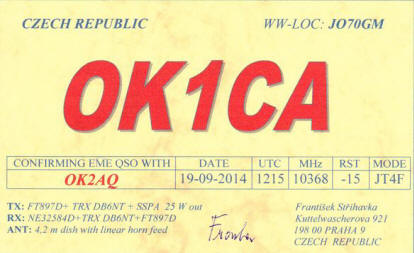 CZECH REPUBLIC WW-LOC: JO70GM
OK1CA
CONFIRMING EME QSO WITH DATE UTC MHz RST MODE
OK2AQ 19-09-2014 1215 10368 -15 JT4F
TX: FT897D+ TRX DB6NT + SSPA 25 W out
RX: NE32584D+TRX DB6NT+FT897D
ANT: 4,2 m dish with linear horn feed
František Střihavka
Kuttelwascherova 921
198 00 PRAHA 9
CZECH REPUBLIC